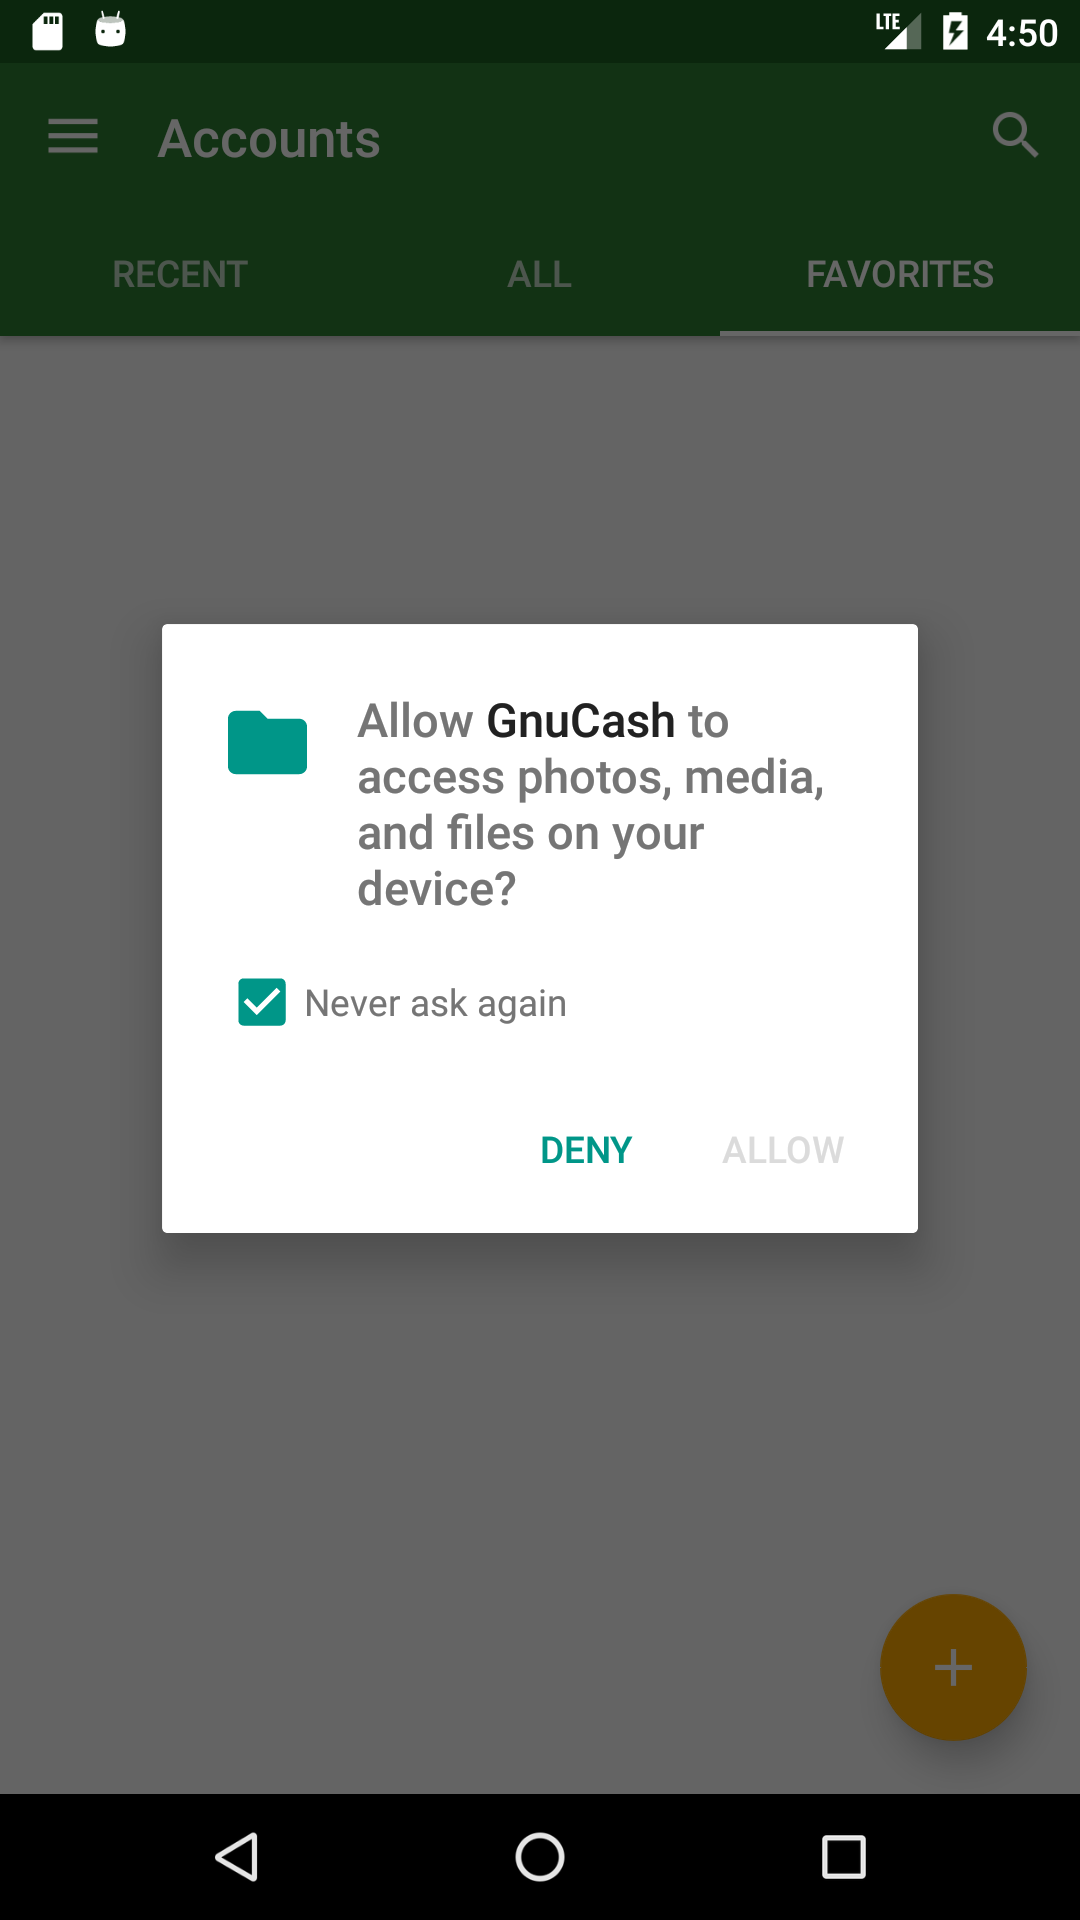 LTE 4:50
Accounts
RECENT ALL FAVORITES
Allow GnuCash to
access photos, media,
and files on your
device?
Never ask again
DENY ALLOW